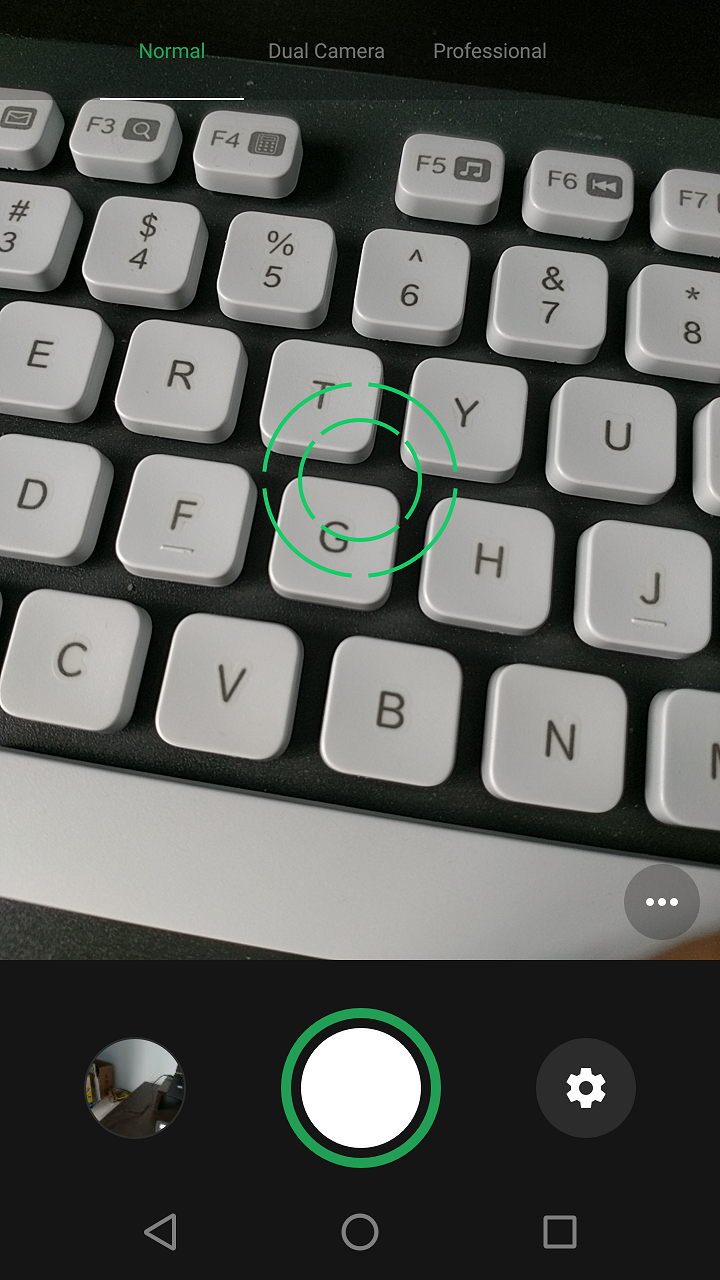 Normal Dual Camera Professional
F3 F4 F5 F6 F7
# $ % ^ & *
3 4 5 6 7 8
E R T Y U
D F G H J
C V B N M